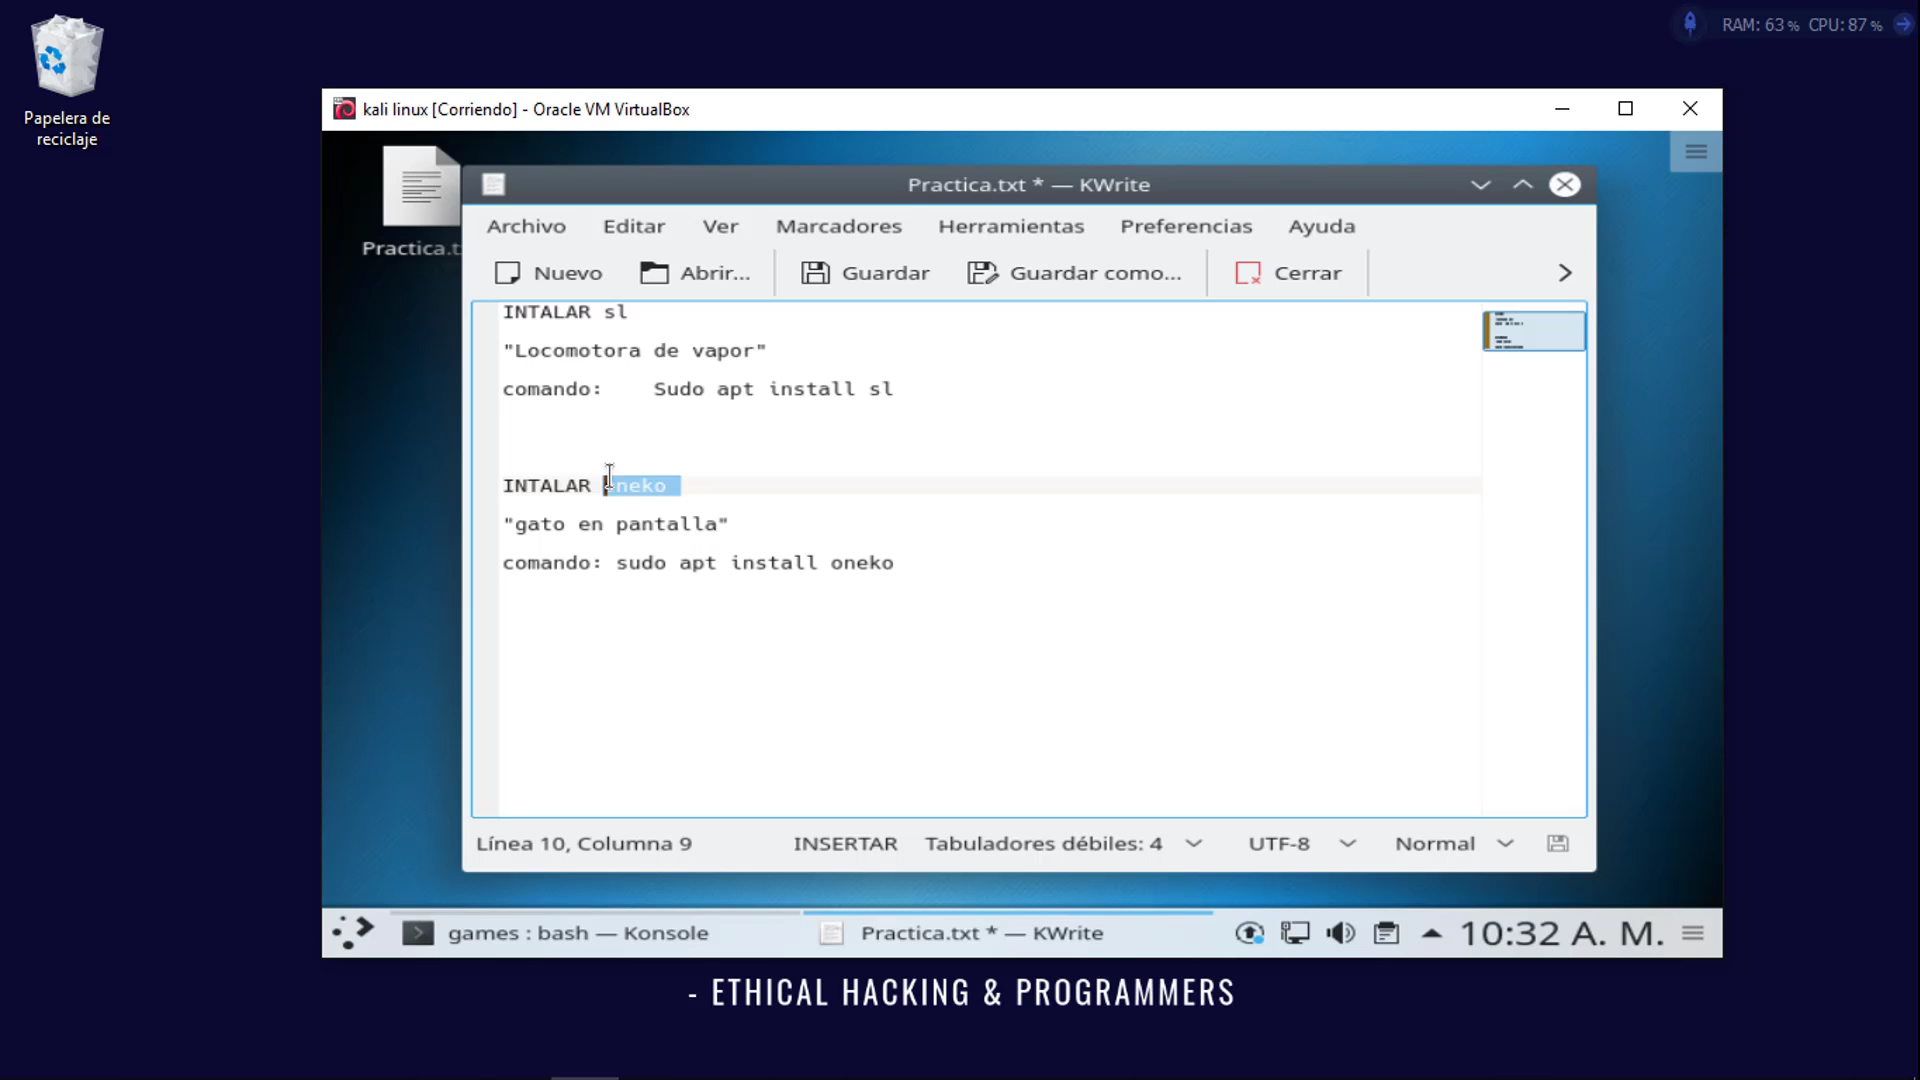 RAM: 63% CPU: 87%
Papelera de
reciclaje
kali linux [Corriendo] - Oracle VM VirtualBox
Practica.t
Practica.txt * — KWrite
Archivo Editar Ver Marcadores Herramientas Preferencias Ayuda
Nuevo Abrir... Guardar Guardar como... Cerrar
INTALAR sl
"Locomotora de vapor"
comando: Sudo apt install sl
INTALAR oneko
"gato en pantalla"
comando: sudo apt install oneko
Línea 10, Columna 9 INSERTAR Tabuladores débiles: 4 UTF-8 Normal
games : bash — Konsole Practica.txt * — KWrite 10:32 A. M.
- ETHICAL HACKING & PROGRAMMERS